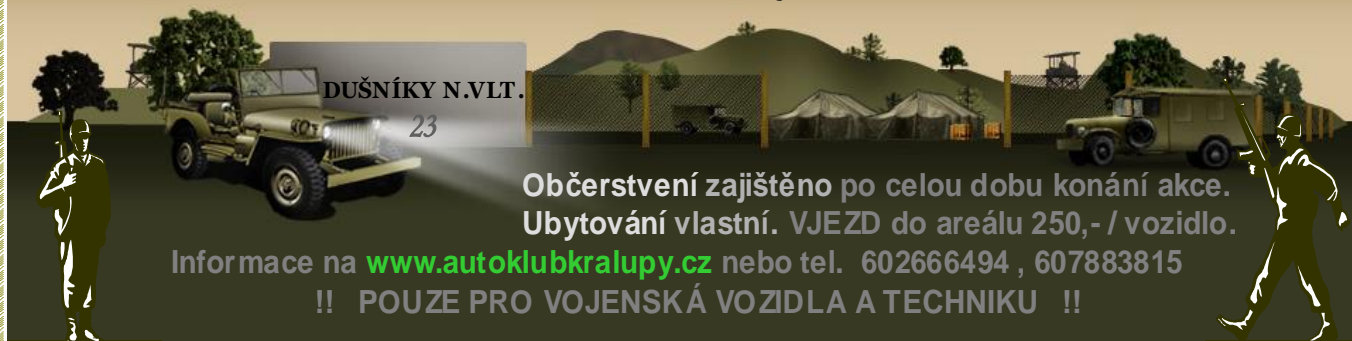 DUŠNÍKY N.VLT.
23
Občerstvení zajištěno po celou dobu konání akce.
Ubytování vlastní. VJEZD do areálu 250,- / vozidlo.
Informace na www.autoklubkralupy.cz nebo tel. 602666494 , 607883815
!! POUZE PRO VOJENSKÁ VOZIDLA A TECHNIKU !!